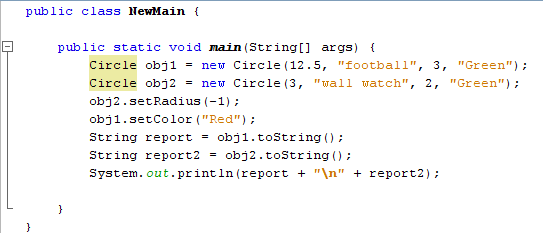 public class NewMain {
public static void main(String[] args) {
Circle obj1 = new Circle(12.5, "football", 3, "Green");
Circle obj2 = new Circle(3, "wall watch", 2, "Green");
obj2.setRadius(-1);
obj1.setColor("Red");
String report = obj1.toString();
String report2 = obj2.toString();
System.out.println(report + "\n" + report2);
}
}